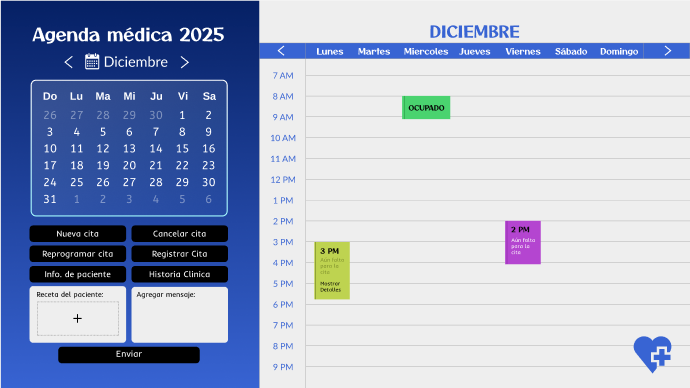 Agenda médica 2025
< Diciembre >
Do Lu Ma Mi Ju Vi Sa
26 27 28 29 30 1 2
3 4 5 6 7 8 9
10 11 12 13 14 15 16
17 18 19 20 21 22 23
24 25 26 27 28 29 30
31 1 2 3 4 5 6
Nueva cita
Cancelar cita
Reprogramar cita
Registrar Cita
Info. de paciente
Historia Clinica
Receta del paciente:
+
Agregar mensaje:
Enviar
DICIEMBRE
< Lunes Martes Miercoles Jueves Viernes Sábado Domingo >
7 AM
8 AM
OCUPADO
9 AM
10 AM
11 AM
12 PM
1 PM
2 PM
2 PM
Aún falta
para la
cita
3 PM
3 PM
Aún falta
para la
cita
Mostrar
Detalles
4 PM
5 PM
6 PM
7 PM
8 PM
9 PM